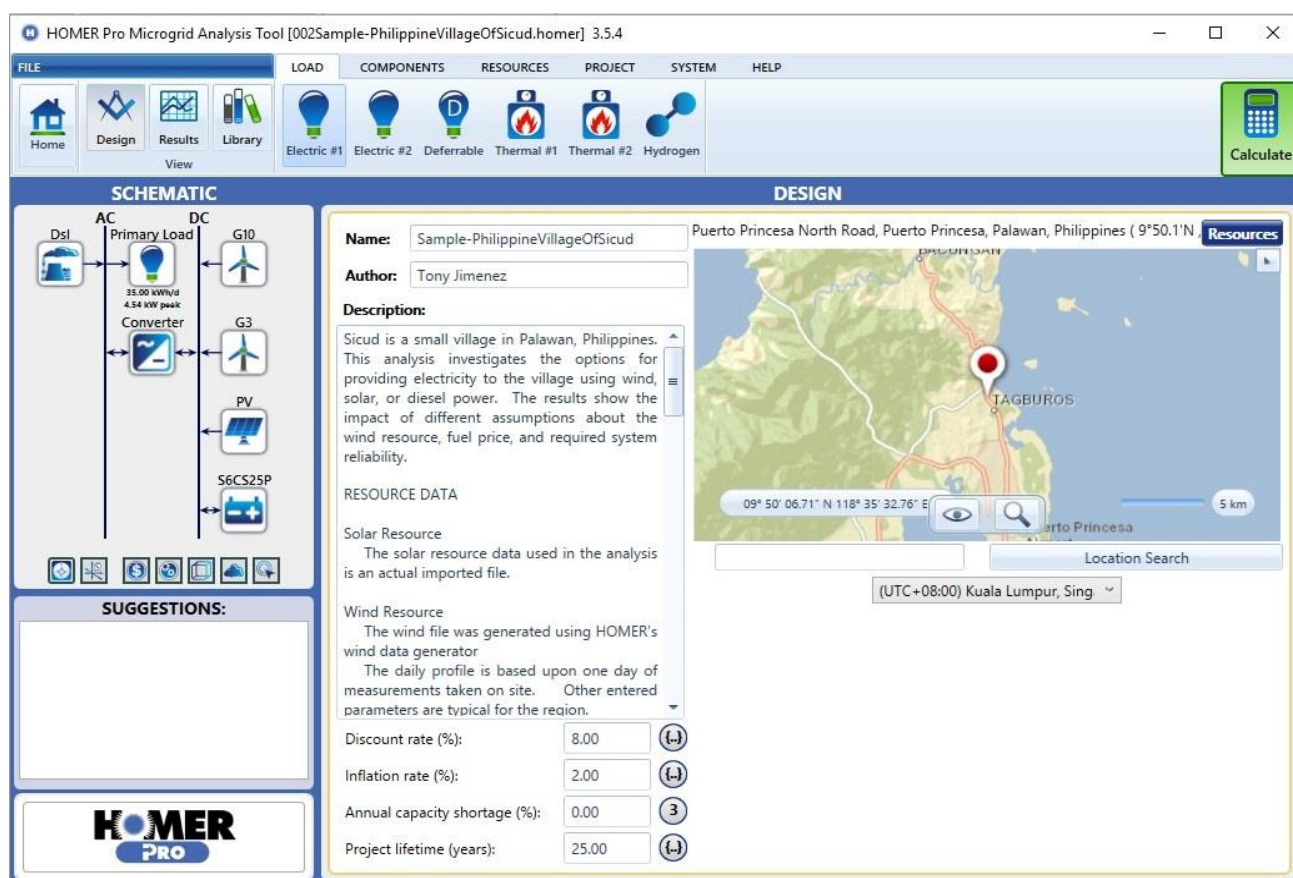 HOMER Pro Microgrid Analysis Tool [002Sample-PhilippineVillageOfSicud.homer] 3.5.4
FILE
LOAD COMPONENTS RESOURCES PROJECT SYSTEM HELP
Home
Design Results Library
View
Electric #1 Electric #2 Deferrable Thermal #1 Thermal #2 Hydrogen
D
Calculate
SCHEMATIC
AC DC
Dsl Primary Load G10
35.00 kWh/d
4.54 kW peak
Converter G3
PV
S6CS25P
SUGGESTIONS:
HOMER
PRO
DESIGN
Name: Sample-PhilippineVillageOfSicud
Author: Tony Jimenez
Description:
Sicud is a small village in Palawan, Philippines.
This analysis investigates the options for
providing electricity to the village using wind,
solar, or diesel power. The results show the
impact of different assumptions about the
wind resource, fuel price, and required system
reliability.
RESOURCE DATA
Solar Resource
The solar resource data used in the analysis
is an actual imported file.
Wind Resource
The wind file was generated using HOMER's
wind data generator
The daily profile is based upon one day of
measurements taken on site. Other entered
parameters are typical for the region.
Discount rate (%): 8.00 {..}
Inflation rate (%): 2.00 {..}
Annual capacity shortage (%): 0.00 3
Project lifetime (years): 25.00 {..}
Puerto Princesa North Road, Puerto Princesa, Palawan, Philippines ( 9°50.1'N ,
Resources
BACUNGAN
TAGBUROS
09° 50' 06.71" N 118° 35' 32.76" E
5 km
erto Princesa
Location Search
(UTC+08:00) Kuala Lumpur, Sing